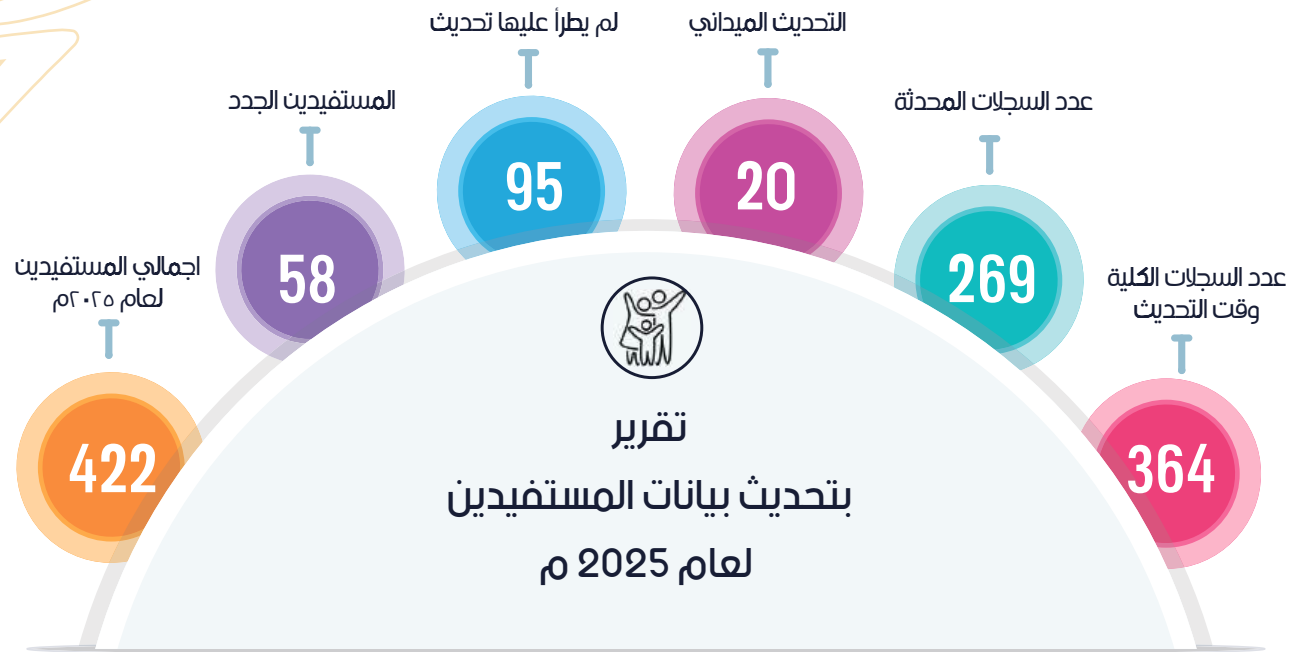 عدد السجلات الكلية
وقت التحديث
364
عدد السجلات المحدثة
269
التحديث الميداني
20
لم يطرأ عليها تحديث
95
المستفيدين الجدد
58
اجمالي المستفيدين
لعام ٢٠٢٥م
422
تقرير
بتحديث بيانات المستفيدين
لعام 2025 م